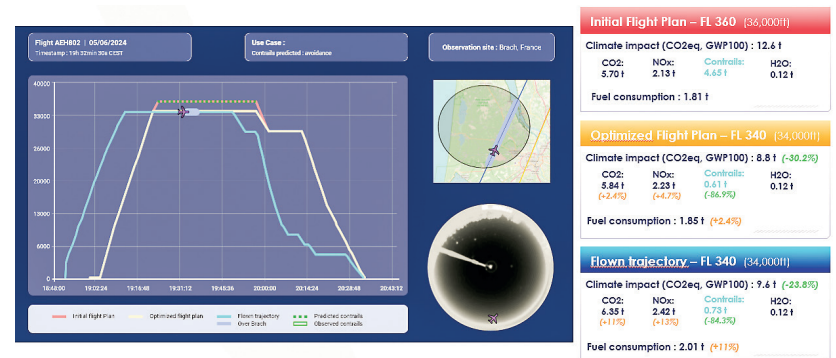 Flight AEH802 | 05/06/2024
Timestamp : 19h 32min 30s CEST
Use Case :
Contrails predicted : avoidance
Observation site : Brach, France
40000
33000
26000
20000
13000
6000
0
18:48:00 19:02:24 19:16:48 19:31:12 19:45:36 20:00:00 20:14:24 20:28:48 20:43:12
Initial flight Plan
Optimized flight plan
Flown trajectory
Over Brach
Predicted contrails
Observed contrails
Initial Flight Plan – FL 360 (36,000ft)
Climate impact (CO2eq, GWP100) : 12.6 t
CO2: NOx: Contrails: H2O:
5.70 t 2.13 t 4.65 t 0.12 t
Fuel consumption : 1.81 t
Optimized Flight Plan – FL 340 (34,000ft)
Climate impact (CO2eq, GWP100) : 8.8 t (-30.2%)
CO2: NOx: Contrails: H2O:
5.84 t 2.23 t 0.61 t 0.12 t
(+2.4%) (+4.7%) (-86.9%)
Fuel consumption : 1.85 t (+2.4%)
Flown trajectory – FL 340 (34,000ft)
Climate impact (CO2eq, GWP100) : 9.6 t (-23.8%)
CO2: NOx: Contrails: H2O:
6.35 t 2.42 t 0.73 t 0.12 t
(+11%) (+13%) (-84.3%)
Fuel consumption : 2.01 t (+11%)